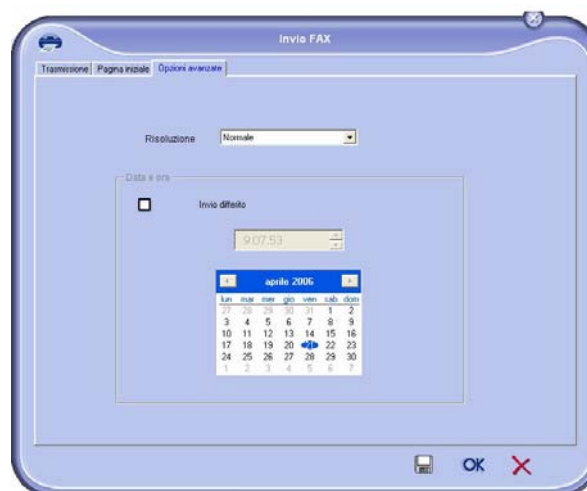 Invio FAX
Trasmissione Pagina iniziale Opzioni avanzate
Risoluzione Normale
Data e ora
Invio differito
9.07.53
aprile 2006
lun mar mer gio ven sab dom
27 28 29 30 31 1 2
3 4 5 6 7 8 9
10 11 12 13 14 15 16
17 18 19 20 21 22 23
24 25 26 27 28 29 30
1 2 3 4 5 6 7
OK